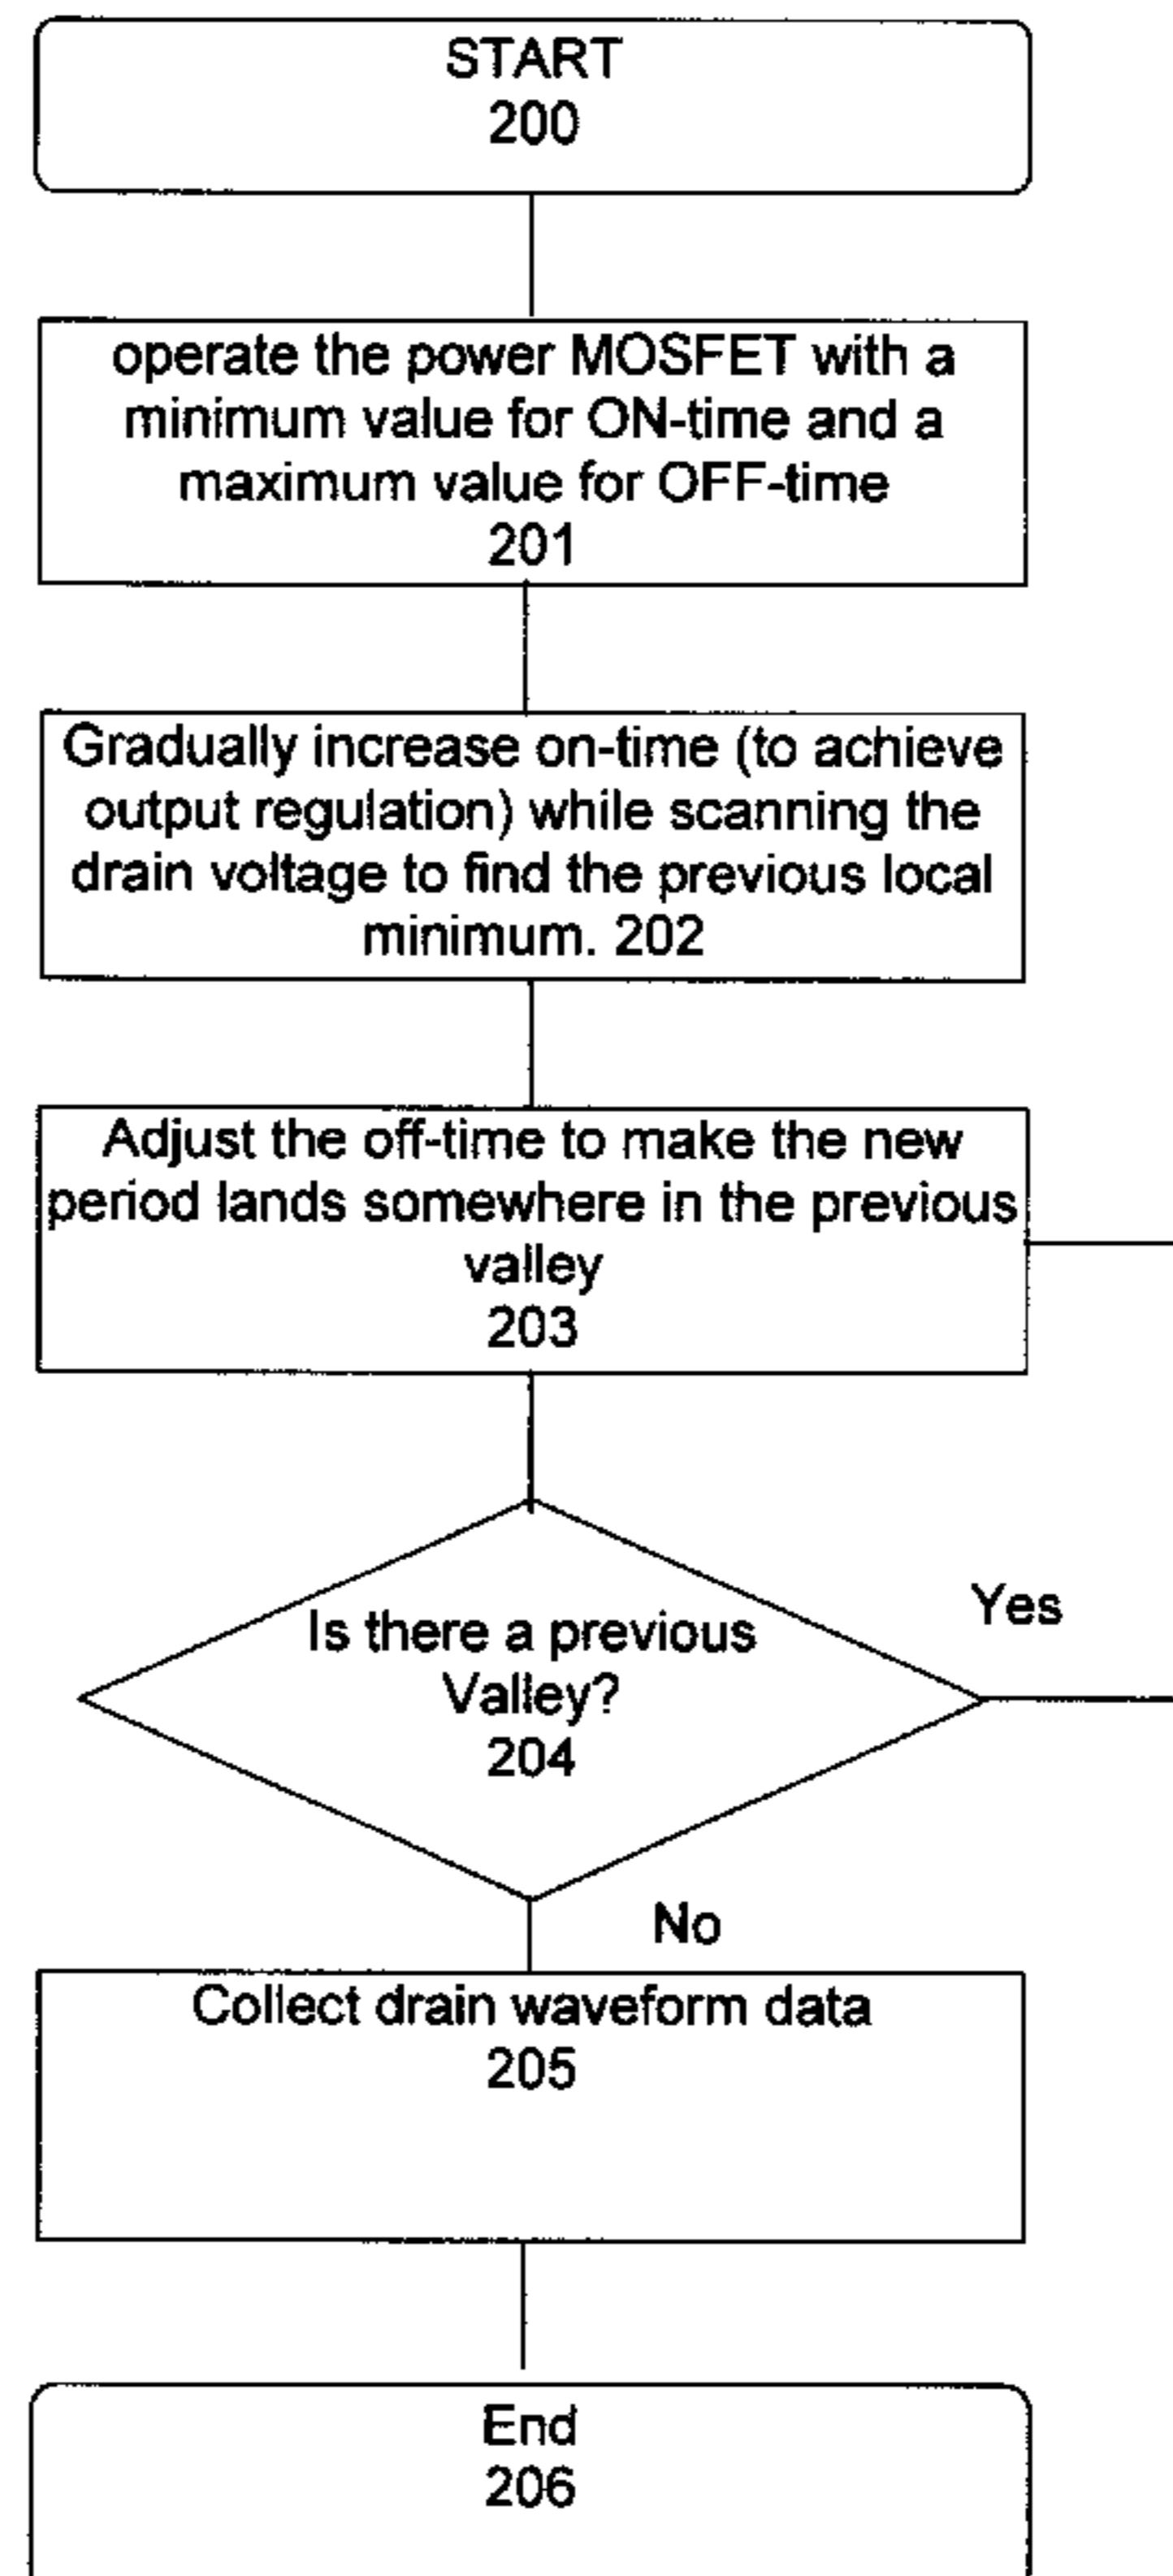 START
200
operate the power MOSFET with a
minimum value for ON-time and a
maximum value for OFF-time
201
Gradually increase on-time (to achieve
output regulation) while scanning the
drain voltage to find the previous local
minimum. 202
Adjust the off-time to make the new
period lands somewhere in the previous
valley
203
Is there a previous
Valley?
204
Yes
No
Collect drain waveform data
205
End
206